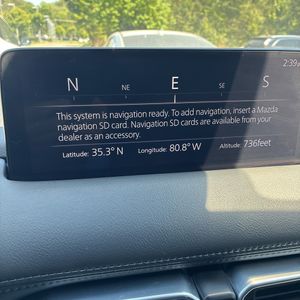 2:39
N NE E SE S
This system is navigation ready. To add navigation, insert a Mazda
navigation SD card. Navigation SD cards are available from your
dealer as an accessory.
Latitude: 35.3° N Longitude: 80.8° W Altitude: 736feet